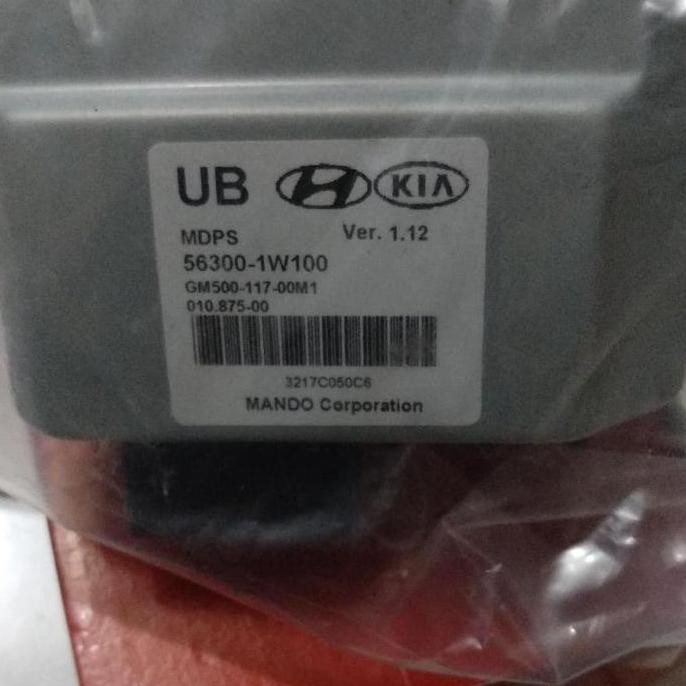 UB KIA
MDPS Ver. 1.12
56300-1W100
GM500-117-00M1
010.875-00
3217C050C6
MANDO Corporation